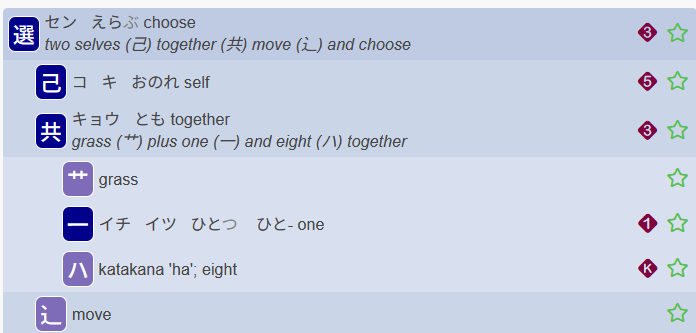 選 セン えらぶ choose
two selves (己) together (共) move (⻌) and choose 3
己 コ キ おのれ self 5
共 キョウ とも together
grass (艹) plus one (一) and eight (ハ) together 3
艹 grass
一 イチ イツ ひとつ ひと- one 1
ハ katakana 'ha'; eight K
⻌ move